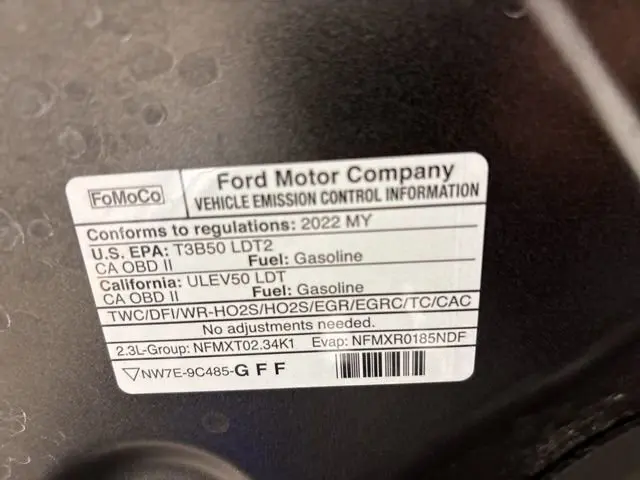 FoMoCo
Ford Motor Company
VEHICLE EMISSION CONTROL INFORMATION
Conforms to regulations: 2022 MY
U.S. EPA: T3B50 LDT2
CA OBD II Fuel: Gasoline
California: ULEV50 LDT
CA OBD II Fuel: Gasoline
TWC/DFI/WR-HO2S/HO2S/EGR/EGRC/TC/CAC
No adjustments needed.
2.3L-Group: NFMXT02.34K1 Evap: NFMXR0185NDF
▽NW7E-9C485-GFF